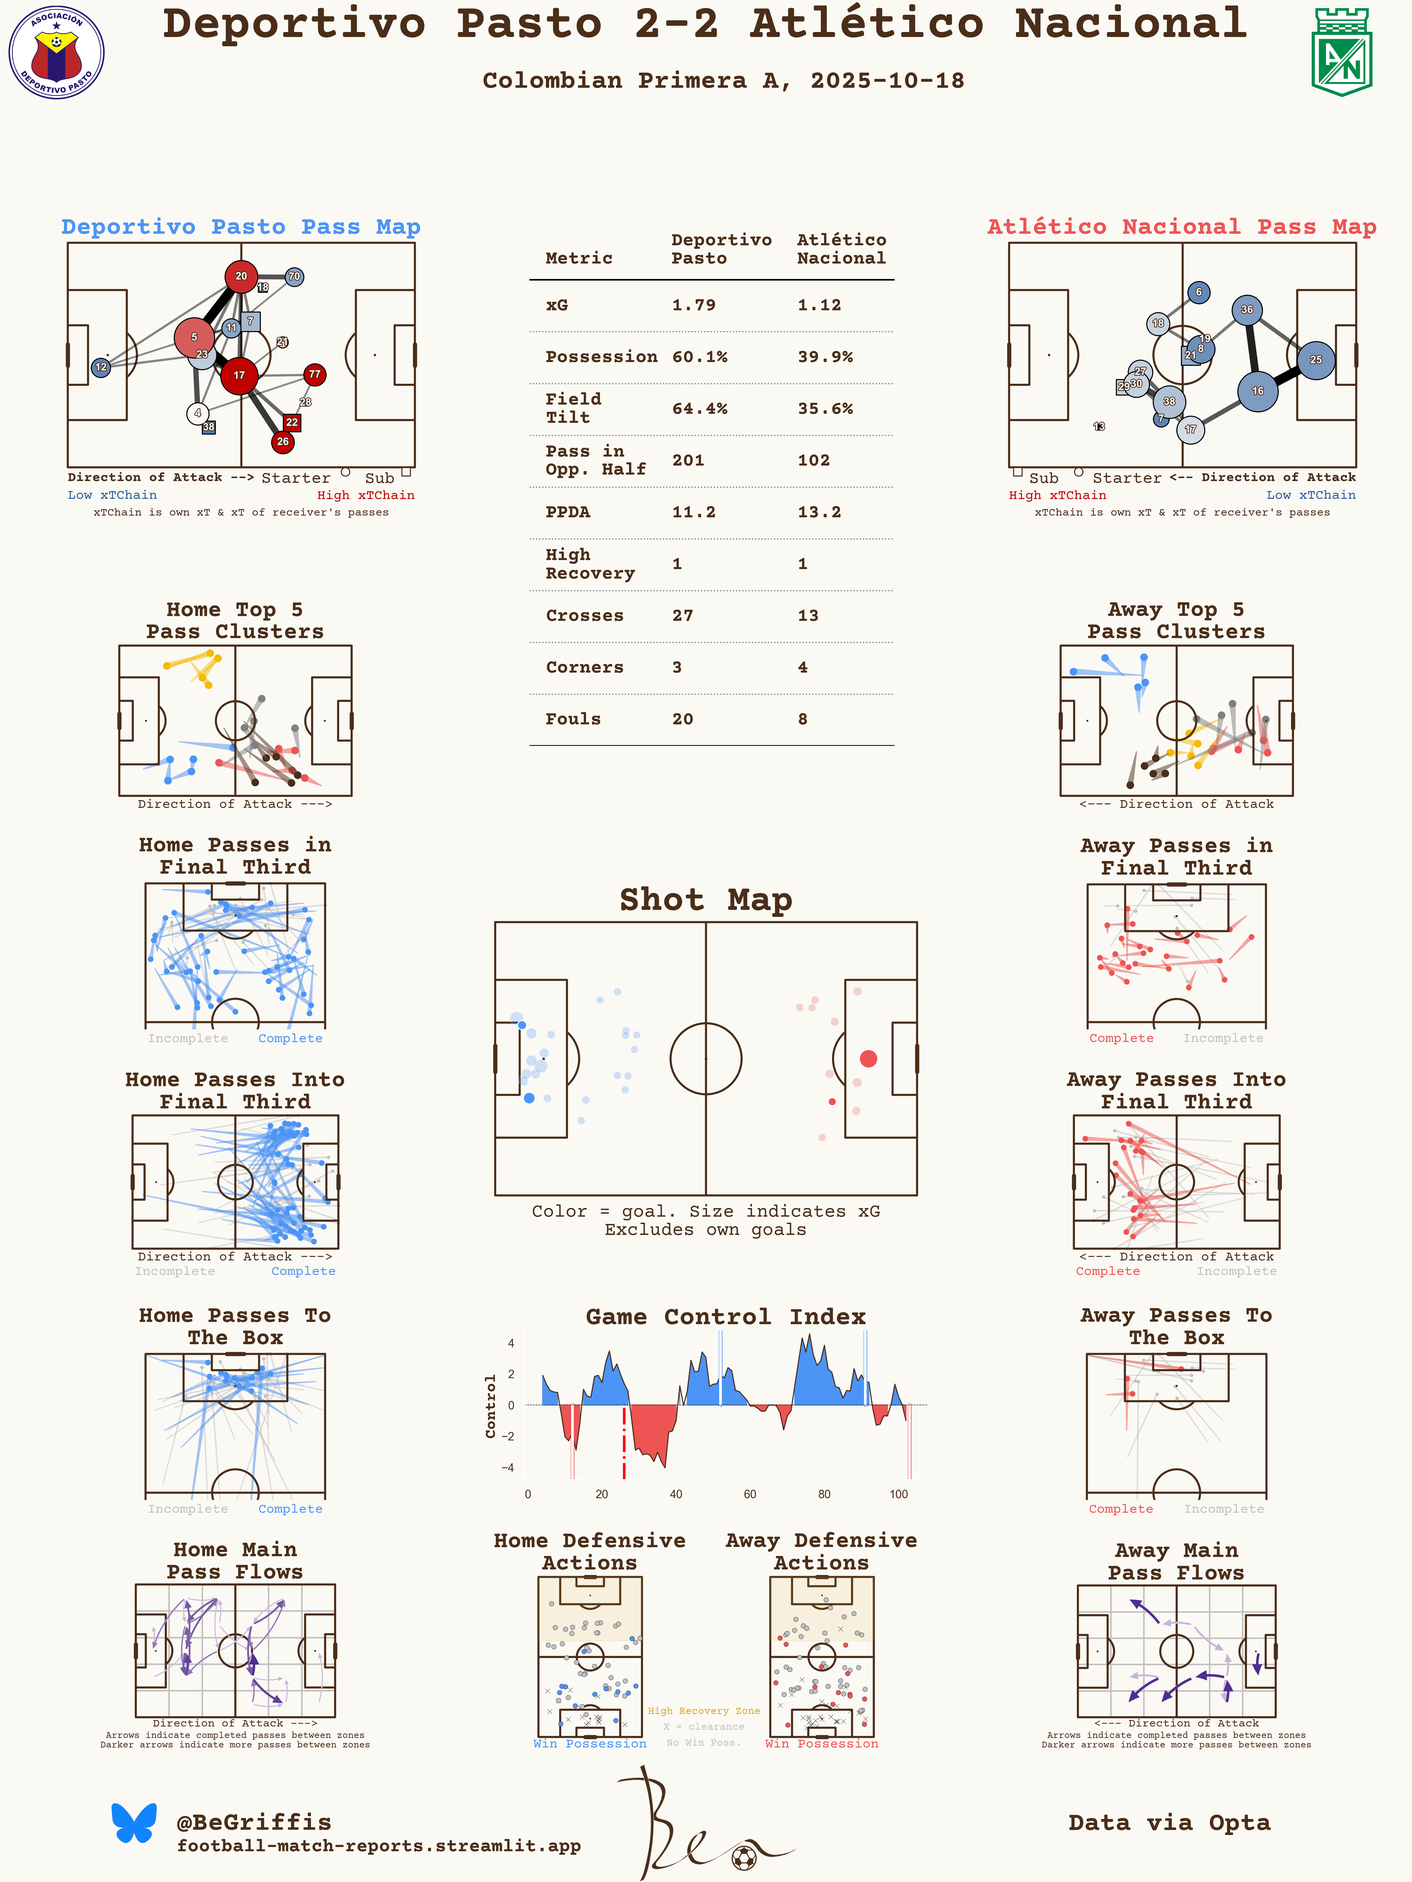 Deportivo Pasto 2-2 Atlético Nacional
Colombian Primera A, 2025-10-18
ASOCIACIÓN
DEPORTIVO PASTO
AN
Deportivo Pasto Pass Map
20
70
18
7
11
5
23
21
12
17
77
28
4
38
22
26
Direction of Attack --> Starter Sub
Low xTChain High xTChain
xTChain is own xT & xT of receiver's passes
Metric Deportivo Pasto Atlético Nacional
xG 1.79 1.12
Possession 60.1% 39.9%
Field Tilt 64.4% 35.6%
Pass in Opp. Half 201 102
PPDA 11.2 13.2
High Recovery 1 1
Crosses 27 13
Corners 3 4
Fouls 20 8
Atlético Nacional Pass Map
6
36
18
19
8
21
25
27
29
30
16
38
7
17
13
Sub Starter <-- Direction of Attack
High xTChain Low xTChain
xTChain is own xT & xT of receiver's passes
Home Top 5
Pass Clusters
Direction of Attack --->
Away Top 5
Pass Clusters
<--- Direction of Attack
Home Passes in
Final Third
Incomplete Complete
Away Passes in
Final Third
Complete Incomplete
Shot Map
Color = goal. Size indicates xG
Excludes own goals
Home Passes Into
Final Third
Direction of Attack --->
Incomplete Complete
Away Passes Into
Final Third
<--- Direction of Attack
Complete Incomplete
Home Passes To
The Box
Incomplete Complete
Game Control Index
Control
4
2
0
−2
−4
0 20 40 60 80 100
Away Passes To
The Box
Complete Incomplete
Home Main
Pass Flows
Direction of Attack --->
Arrows indicate completed passes between zones
Darker arrows indicate more passes between zones
Home Defensive
Actions
Win Possession
Away Defensive
Actions
Win Possession
High Recovery Zone
X = clearance
No Win Poss.
Away Main
Pass Flows
<--- Direction of Attack
Arrows indicate completed passes between zones
Darker arrows indicate more passes between zones
@BeGriffis
football-match-reports.streamlit.app
Ben
Data via Opta